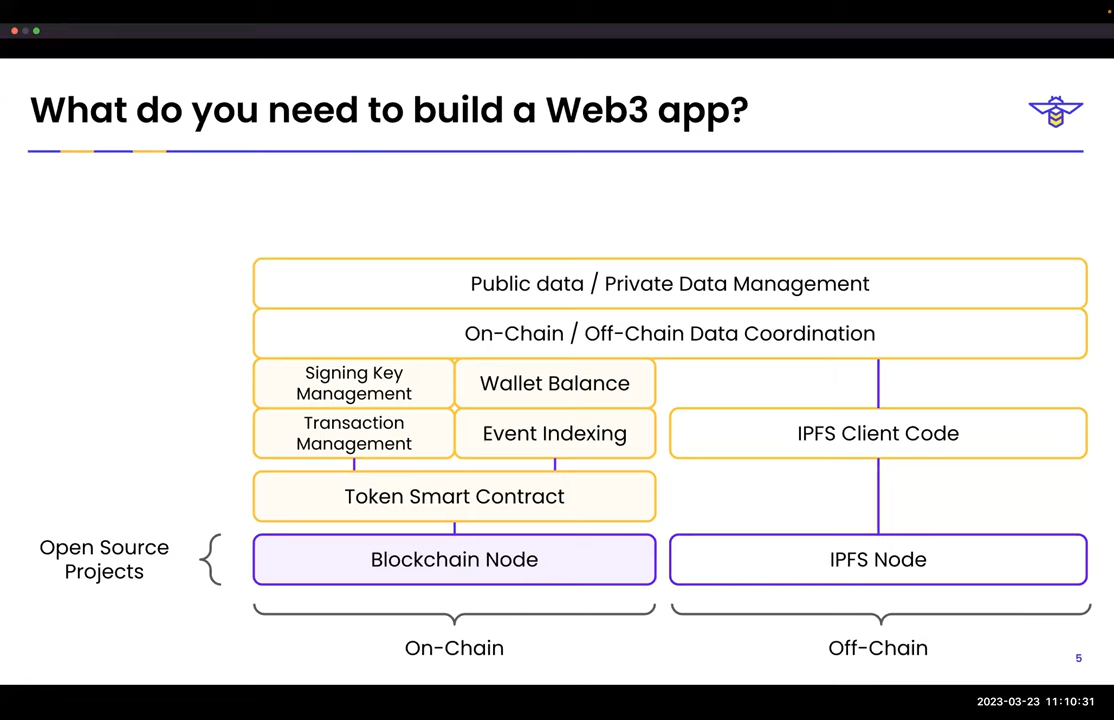 What do you need to build a Web3 app?
Public data / Private Data Management
On-Chain / Off-Chain Data Coordination
Signing Key
Management
Wallet Balance
Transaction
Management
Event Indexing
IPFS Client Code
Token Smart Contract
Open Source
Projects
Blockchain Node
IPFS Node
On-Chain
Off-Chain
5
2023-03-23 11:10:31